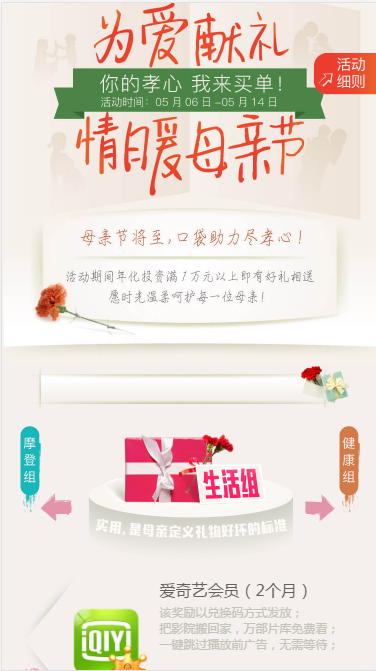 为爱献礼
你的孝心 我来买单!
活动时间: 05月06日-05月14日
活动
细则
情暖母亲节
母亲节将至,口袋助力尽孝心!
活动期间年化投资满1万元以上即有好礼相送
愿时光温柔呵护每一位母亲!
摩登组
生活组
健康组
实用,是母亲定义礼物好坏的标准
爱奇艺会员(2个月)
该奖励以兑换码方式发放;
把影院搬回家,万部片库免费看;
一键跳过播放前广告,无需等待;
iQIYI